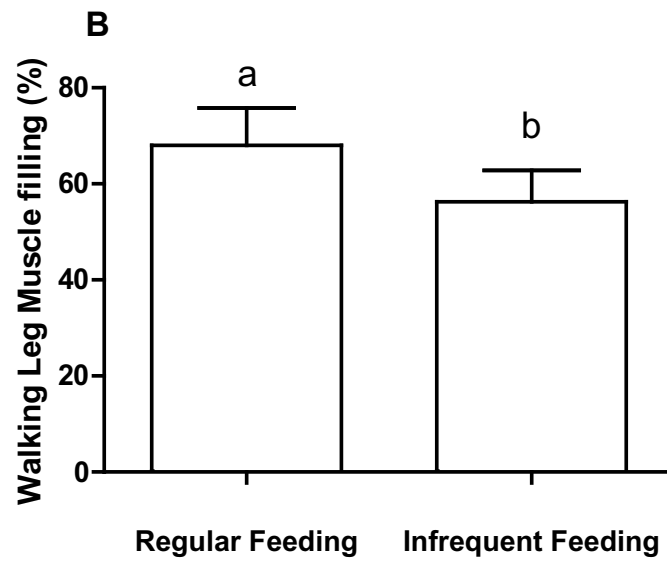 B
Walking Leg Muscle filling (%)
80
60
40
20
0
a
b
Regular Feeding
Infrequent Feeding